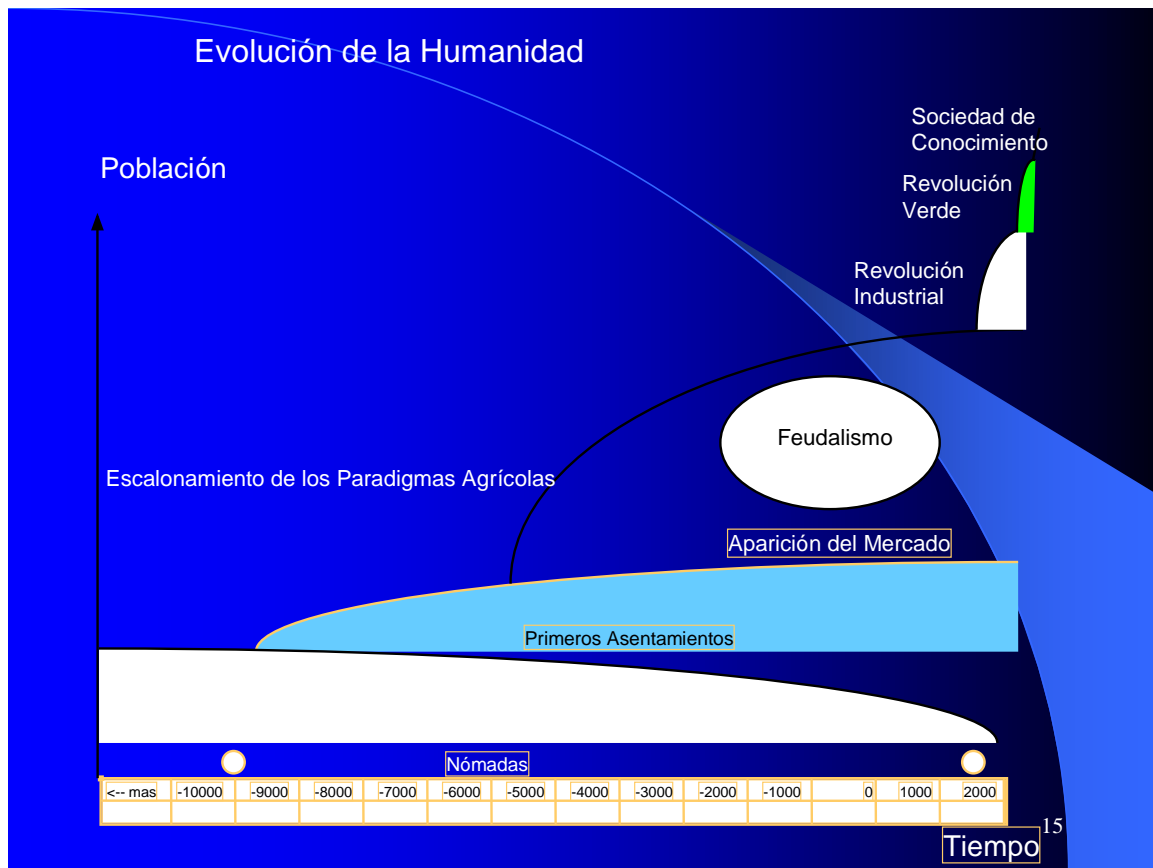 Evolución de la Humanidad
Sociedad de
Conocimiento
Población
Revolución
Verde
Revolución
Industrial
Feudalismo
Escalonamiento de los Paradigmas Agrícolas
Aparición del Mercado
Primeros Asentamientos
Nómadas
<-- mas -10000 -9000 -8000 -7000 -6000 -5000 -4000 -3000 -2000 -1000 0 1000 2000
Tiempo
15